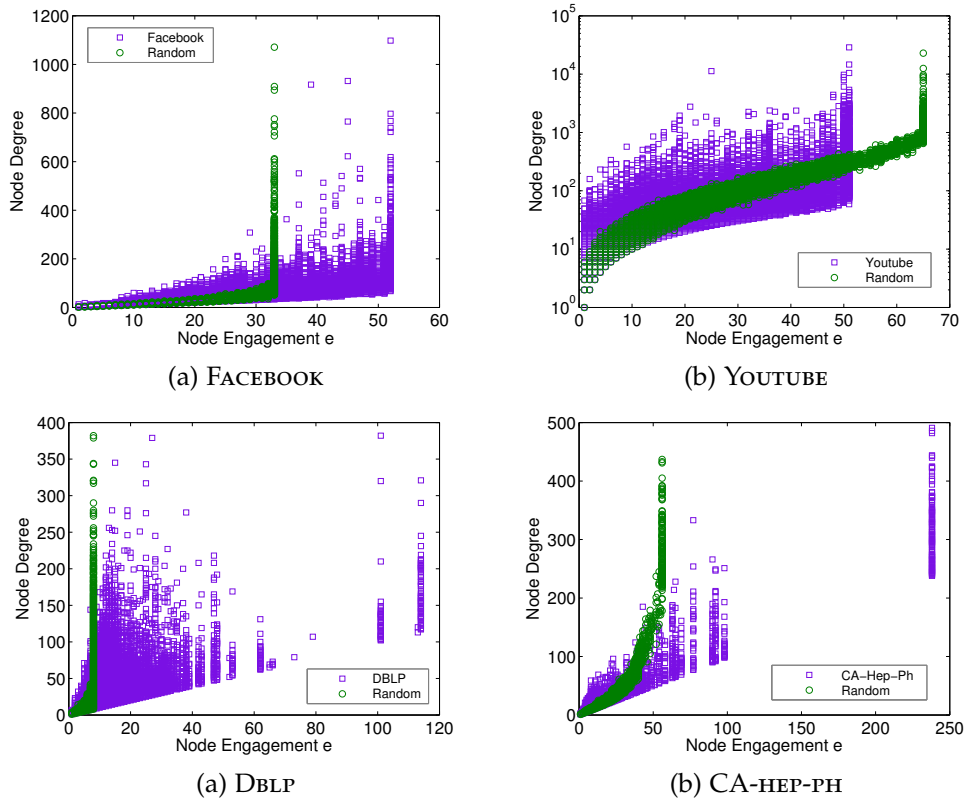 1200
1000
800
600
400
200
0
Node Degree
Facebook
Random
0 10 20 30 40 50 60
Node Engagement e
(a) FACEBOOK
10^5
10^4
10^3
10^2
10^1
10^0
Node Degree
Youtube
Random
0 10 20 30 40 50 60 70
Node Engagement e
(b) YOUTUBE
400
350
300
250
200
150
100
50
0
Node Degree
DBLP
Random
0 20 40 60 80 100 120
Node Engagement e
(a) DBLP
500
400
300
200
100
0
Node Degree
CA-Hep-Ph
Random
0 50 100 150 200 250
Node Engagement e
(b) CA-HEP-PH